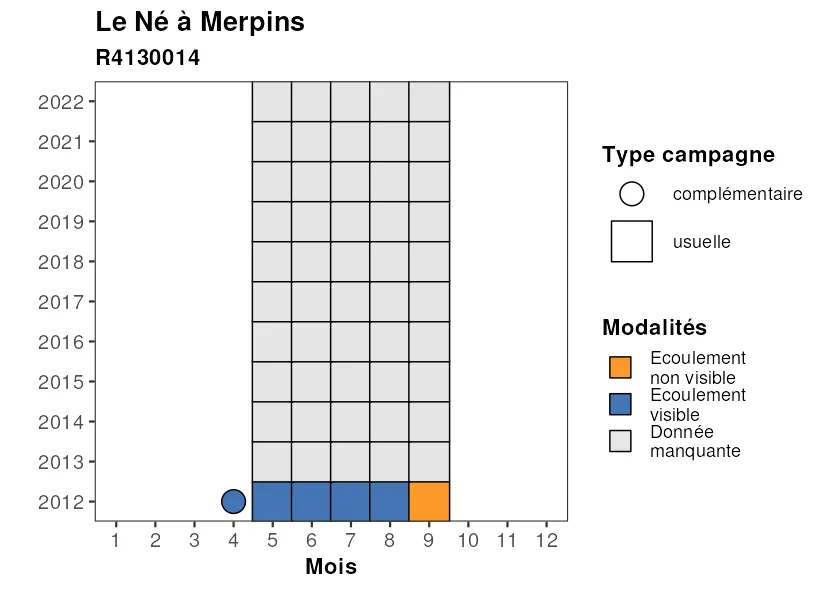 Le Né à Merpins
R4130014
2022
2021
2020
2019
2018
2017
2016
2015
2014
2013
2012
1 2 3 4 5 6 7 8 9 10 11 12
Mois
Type campagne
complémentaire
usuelle
Modalités
Ecoulement
non visible
Ecoulement
visible
Donnée
manquante